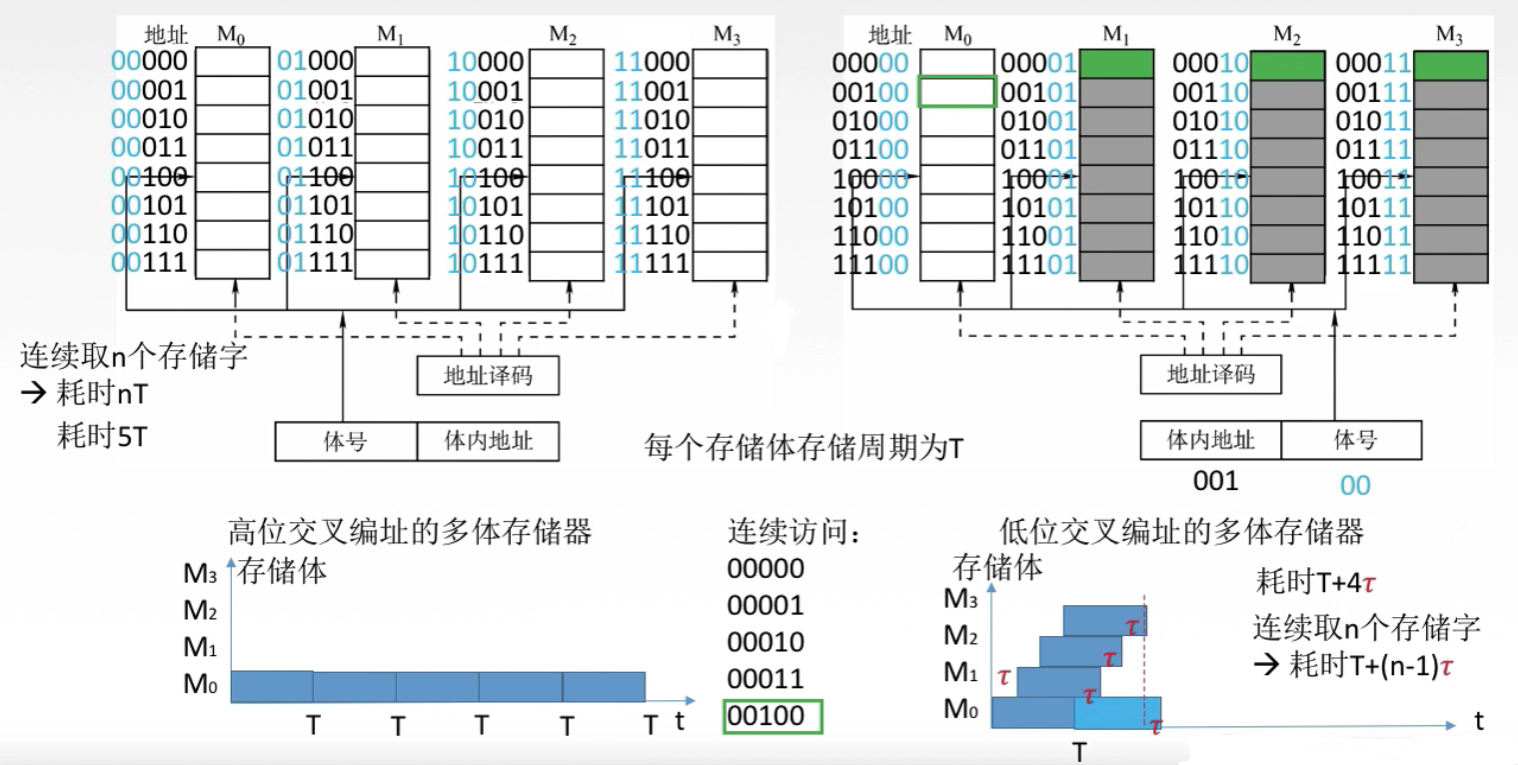 地址 M₀ M₁ M₂ M₃
00000 01000 10000 11000
00001 01001 10001 11001
00010 01010 10010 11010
00011 01011 10011 11011
00100 01100 10100 11100
00101 01101 10101 11101
00110 01110 10110 11110
00111 01111 10111 11111
地址译码
体号 体内地址
连续取n个存储字
→ 耗时nT
耗时5T
地址 M₀ M₁ M₂ M₃
00000 00001 00010 00011
00100 00101 00110 00111
01000 01001 01010 01011
01100 01101 01110 01111
10000 10001 10010 10011
10100 10101 10110 10111
11000 11001 11010 11011
11100 11101 11110 11111
地址译码
体内地址 体号
001 00
每个存储体存储周期为T
高位交叉编址的多体存储器
存储体
M₃
M₂
M₁
M₀
T T T T T t
连续访问：
00000
00001
00010
00011
00100
低位交叉编址的多体存储器
存储体
M₃ τ
M₂ τ
M₁ τ τ
M₀ τ
T t
耗时T+4τ
连续取n个存储字
→ 耗时T+(n-1)τ